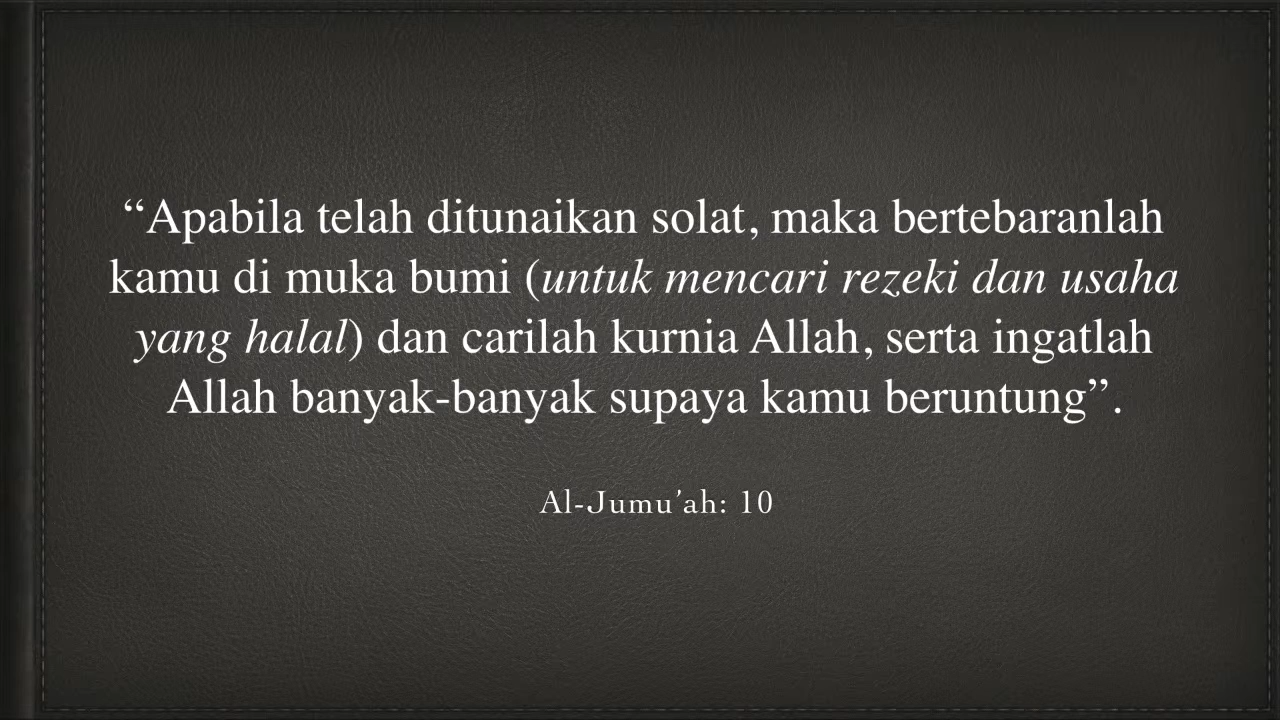 “Apabila telah ditunaikan solat, maka bertebaranlah
kamu di muka bumi (untuk mencari rezeki dan usaha
yang halal) dan carilah kurnia Allah, serta ingatlah
Allah banyak-banyak supaya kamu beruntung”.
Al-Jumu’ah: 10